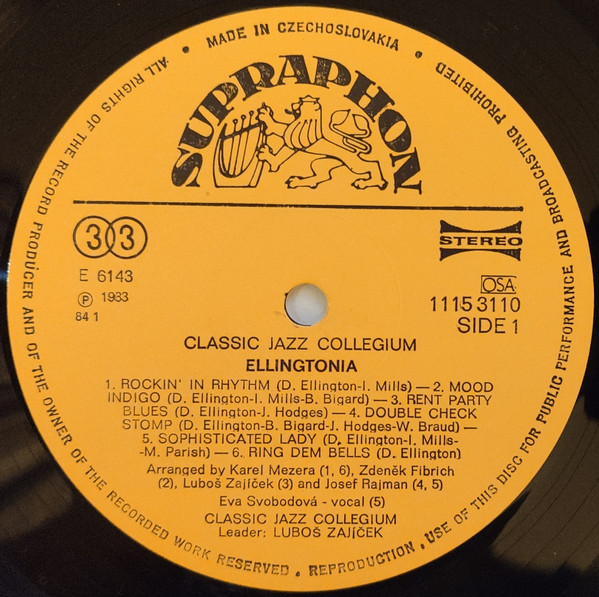 • MADE IN CZECHOSLOVAKIA •
ALL RIGHTS OF THE RECORD PRODUCER AND OF THE OWNER OF THE RECORDED WORK RESERVED . REPRODUCTION , USE OF THIS DISC FOR PUBLIC PERFORMANCE AND BROADCASTING PROHIBITED
SUPRAPHON
33
STEREO
E 6143
OSA
Ⓟ 1983
11153110
84 1
SIDE 1
CLASSIC JAZZ COLLEGIUM
ELLINGTONIA
1. ROCKIN' IN RHYTHM (D. Ellington-I. Mills) — 2. MOOD
INDIGO (D. Ellington-I. Mills-B. Bigard) — 3. RENT PARTY
BLUES (D. Ellington-J. Hodges) — 4. DOUBLE CHECK
STOMP (D. Ellington-B. Bigard-J. Hodges-W. Braud) —
5. SOPHISTICATED LADY (D. Ellington-I. Mills-
-M. Parish) — 6. RING DEM BELLS (D. Ellington)
Arranged by Karel Mezera (1, 6), Zdeněk Fibrich
(2), Luboš Zajíček (3) and Josef Rajman (4, 5)
Eva Svobodová - vocal (5)
CLASSIC JAZZ COLLEGIUM
Leader: LUBOŠ ZAJÍČEK